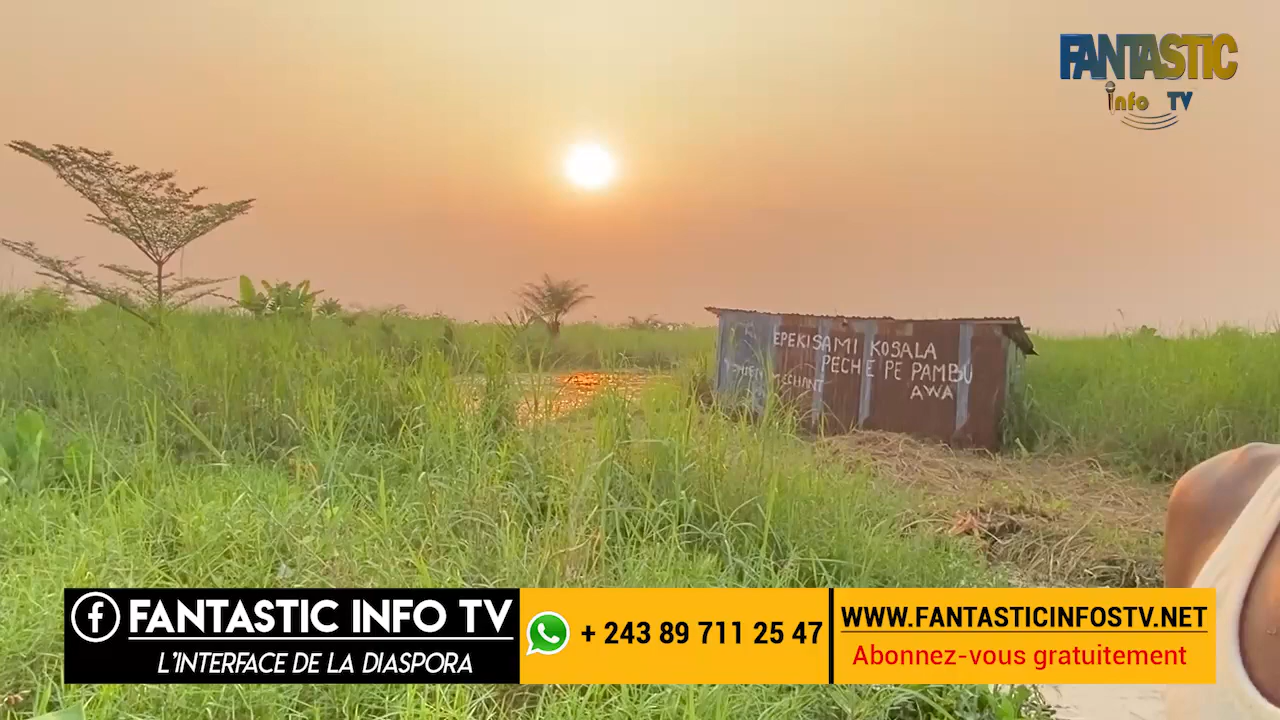 FANTASTIC
info TV
EPEKISAMI KOSALA
PECHE PE PAMBU
MECHANT
AWA
FANTASTIC INFO TV
L'INTERFACE DE LA DIASPORA
+ 243 89 711 25 47
WWW.FANTASTICINFOSTV.NET
Abonnez-vous gratuitement